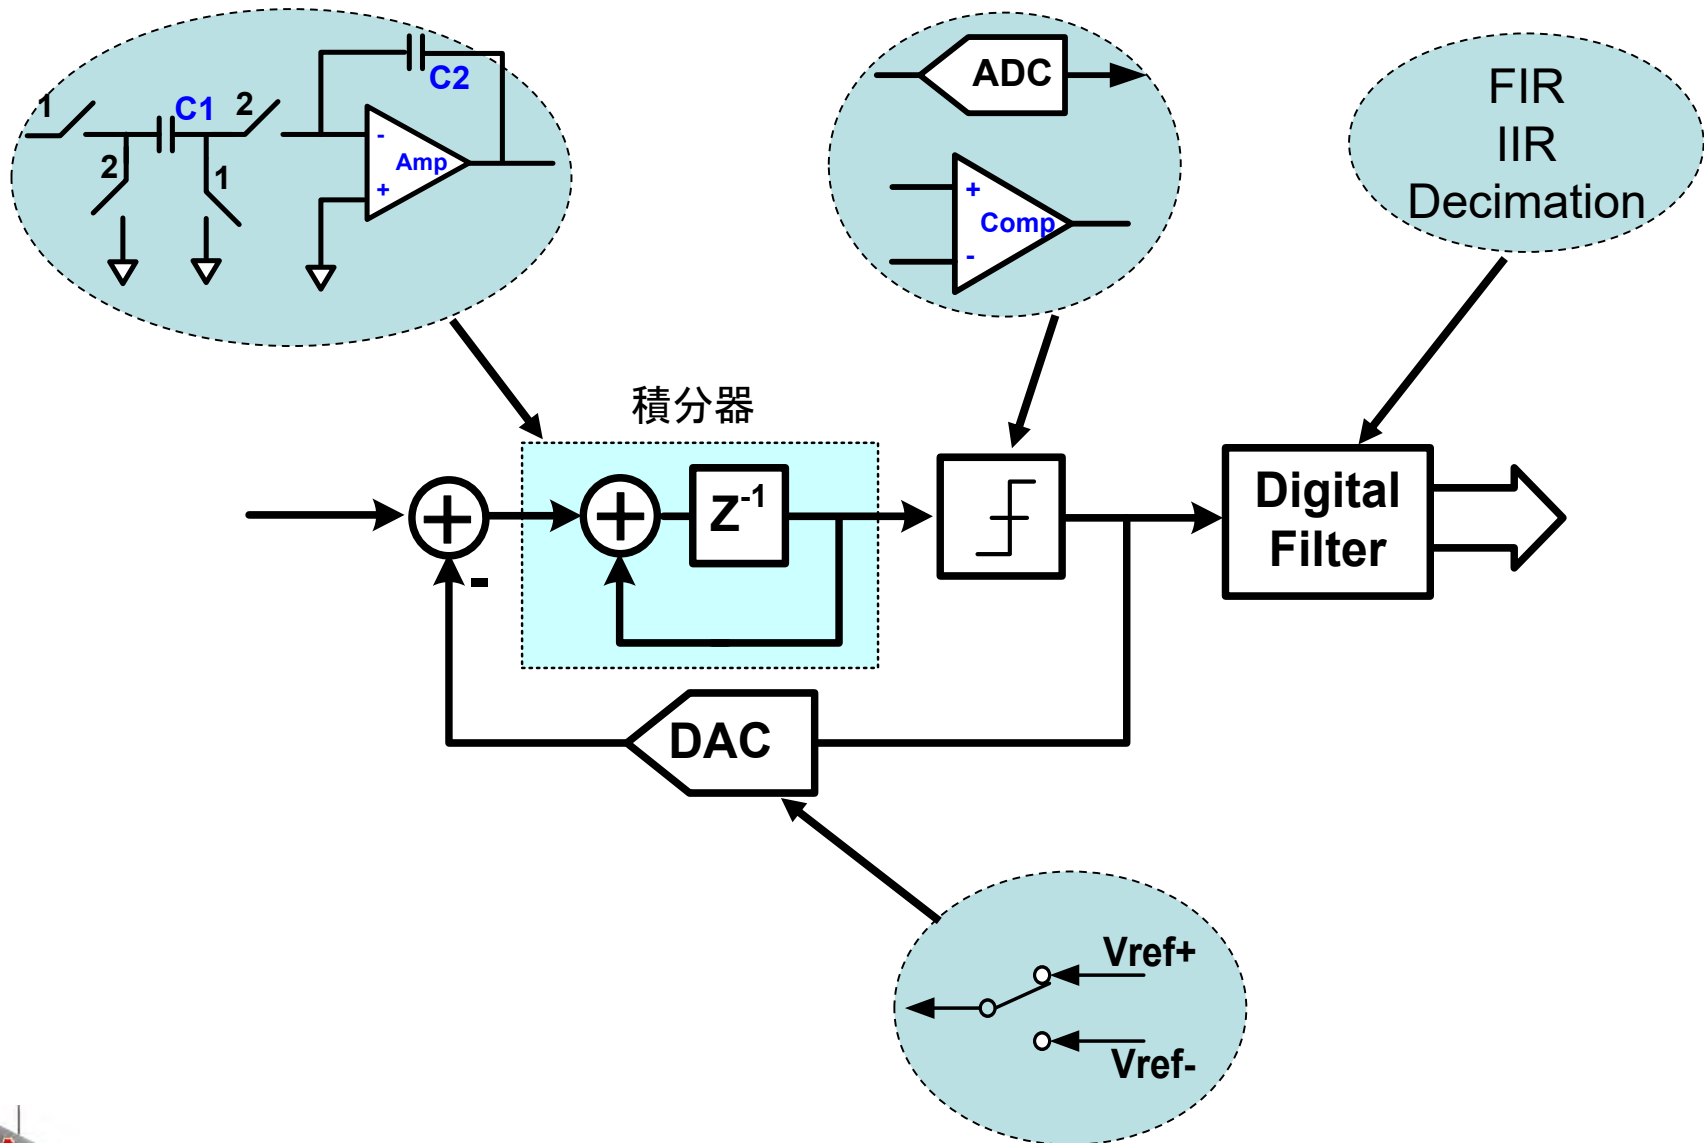 1
C1
2
C2
2
1
-
Amp
+
ADC
+
Comp
-
FIR
IIR
Decimation
積分器
+
-
+
Z-1
Digital
Filter
DAC
Vref+
Vref-